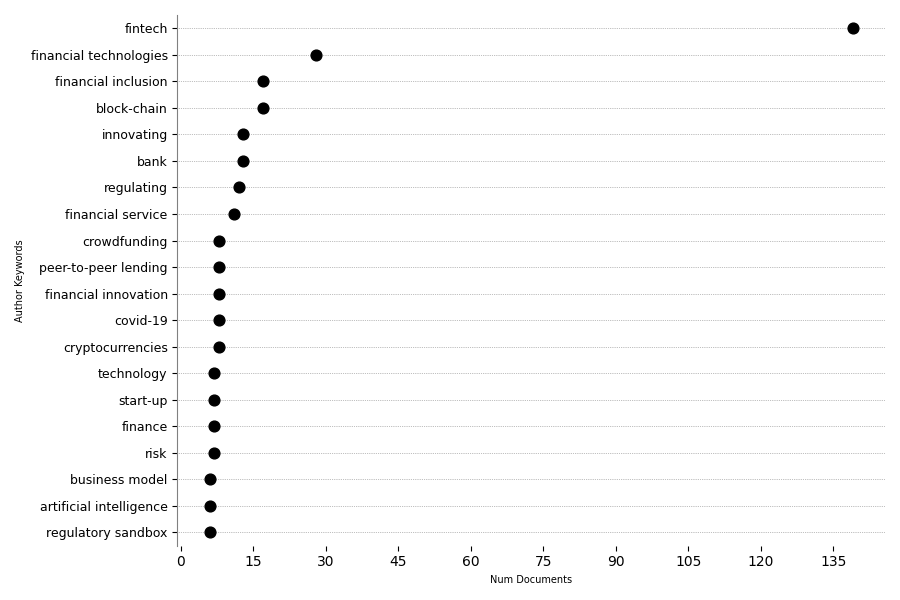 fintech
financial technologies
financial inclusion
block-chain
innovating
bank
regulating
financial service
crowdfunding
peer-to-peer lending
financial innovation
covid-19
cryptocurrencies
technology
start-up
finance
risk
business model
artificial intelligence
regulatory sandbox
Author Keywords
0 15 30 45 60 75 90 105 120 135
Num Documents